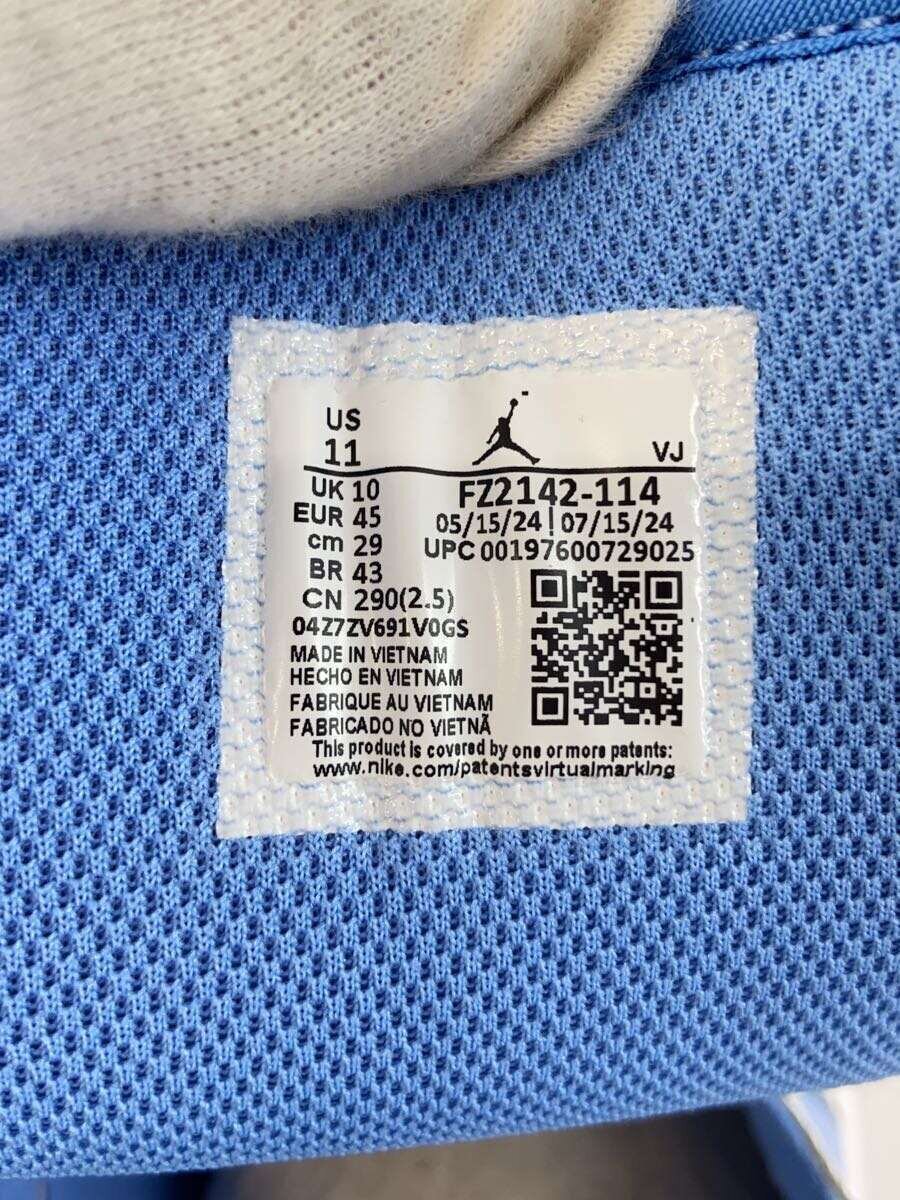 US
11
VJ
UK 10
FZ2142-114
EUR 45
05/15/24 | 07/15/24
cm 29
UPC 00197600729025
BR 43
CN 290(2.5)
04Z7ZV691V0GS
MADE IN VIETNAM
HECHO EN VIETNAM
FABRIQUE AU VIETNAM
FABRICADO NO VIETNÃ
This product is covered by one or more patents:
www.nike.com/patentsvirtualmarking